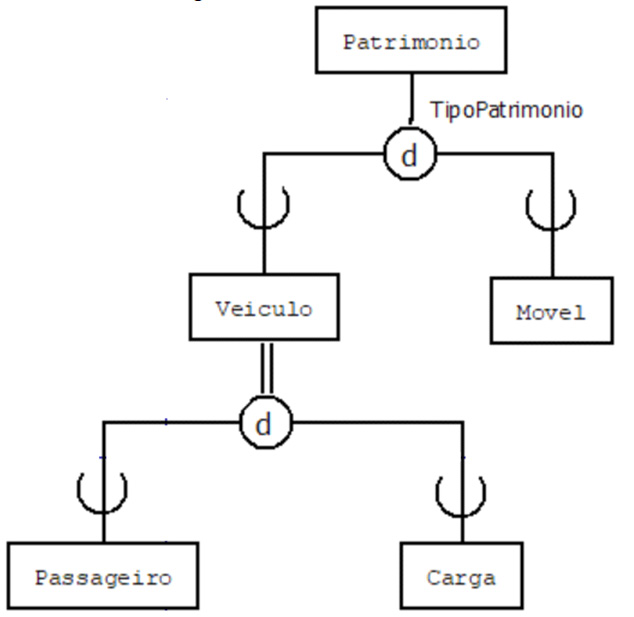 Patrimonio
TipoPatrimonio
d
Veiculo
Movel
d
Passageiro
Carga